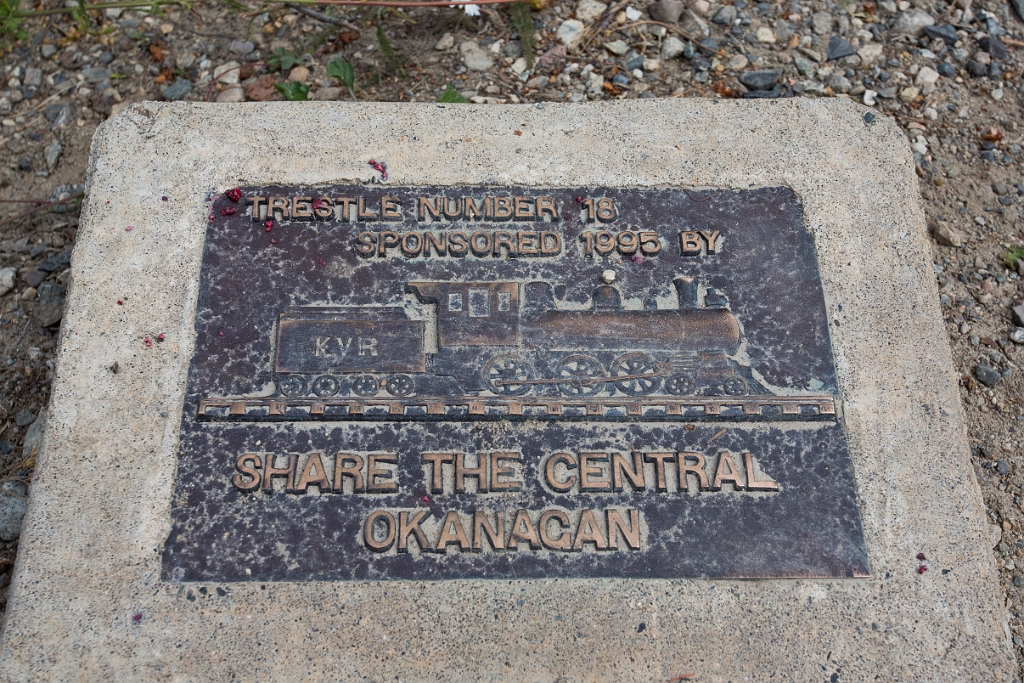 TRESTLE NUMBER 18
SPONSORED 1995 BY
KVR
SHARE THE CENTRAL
OKANAGAN